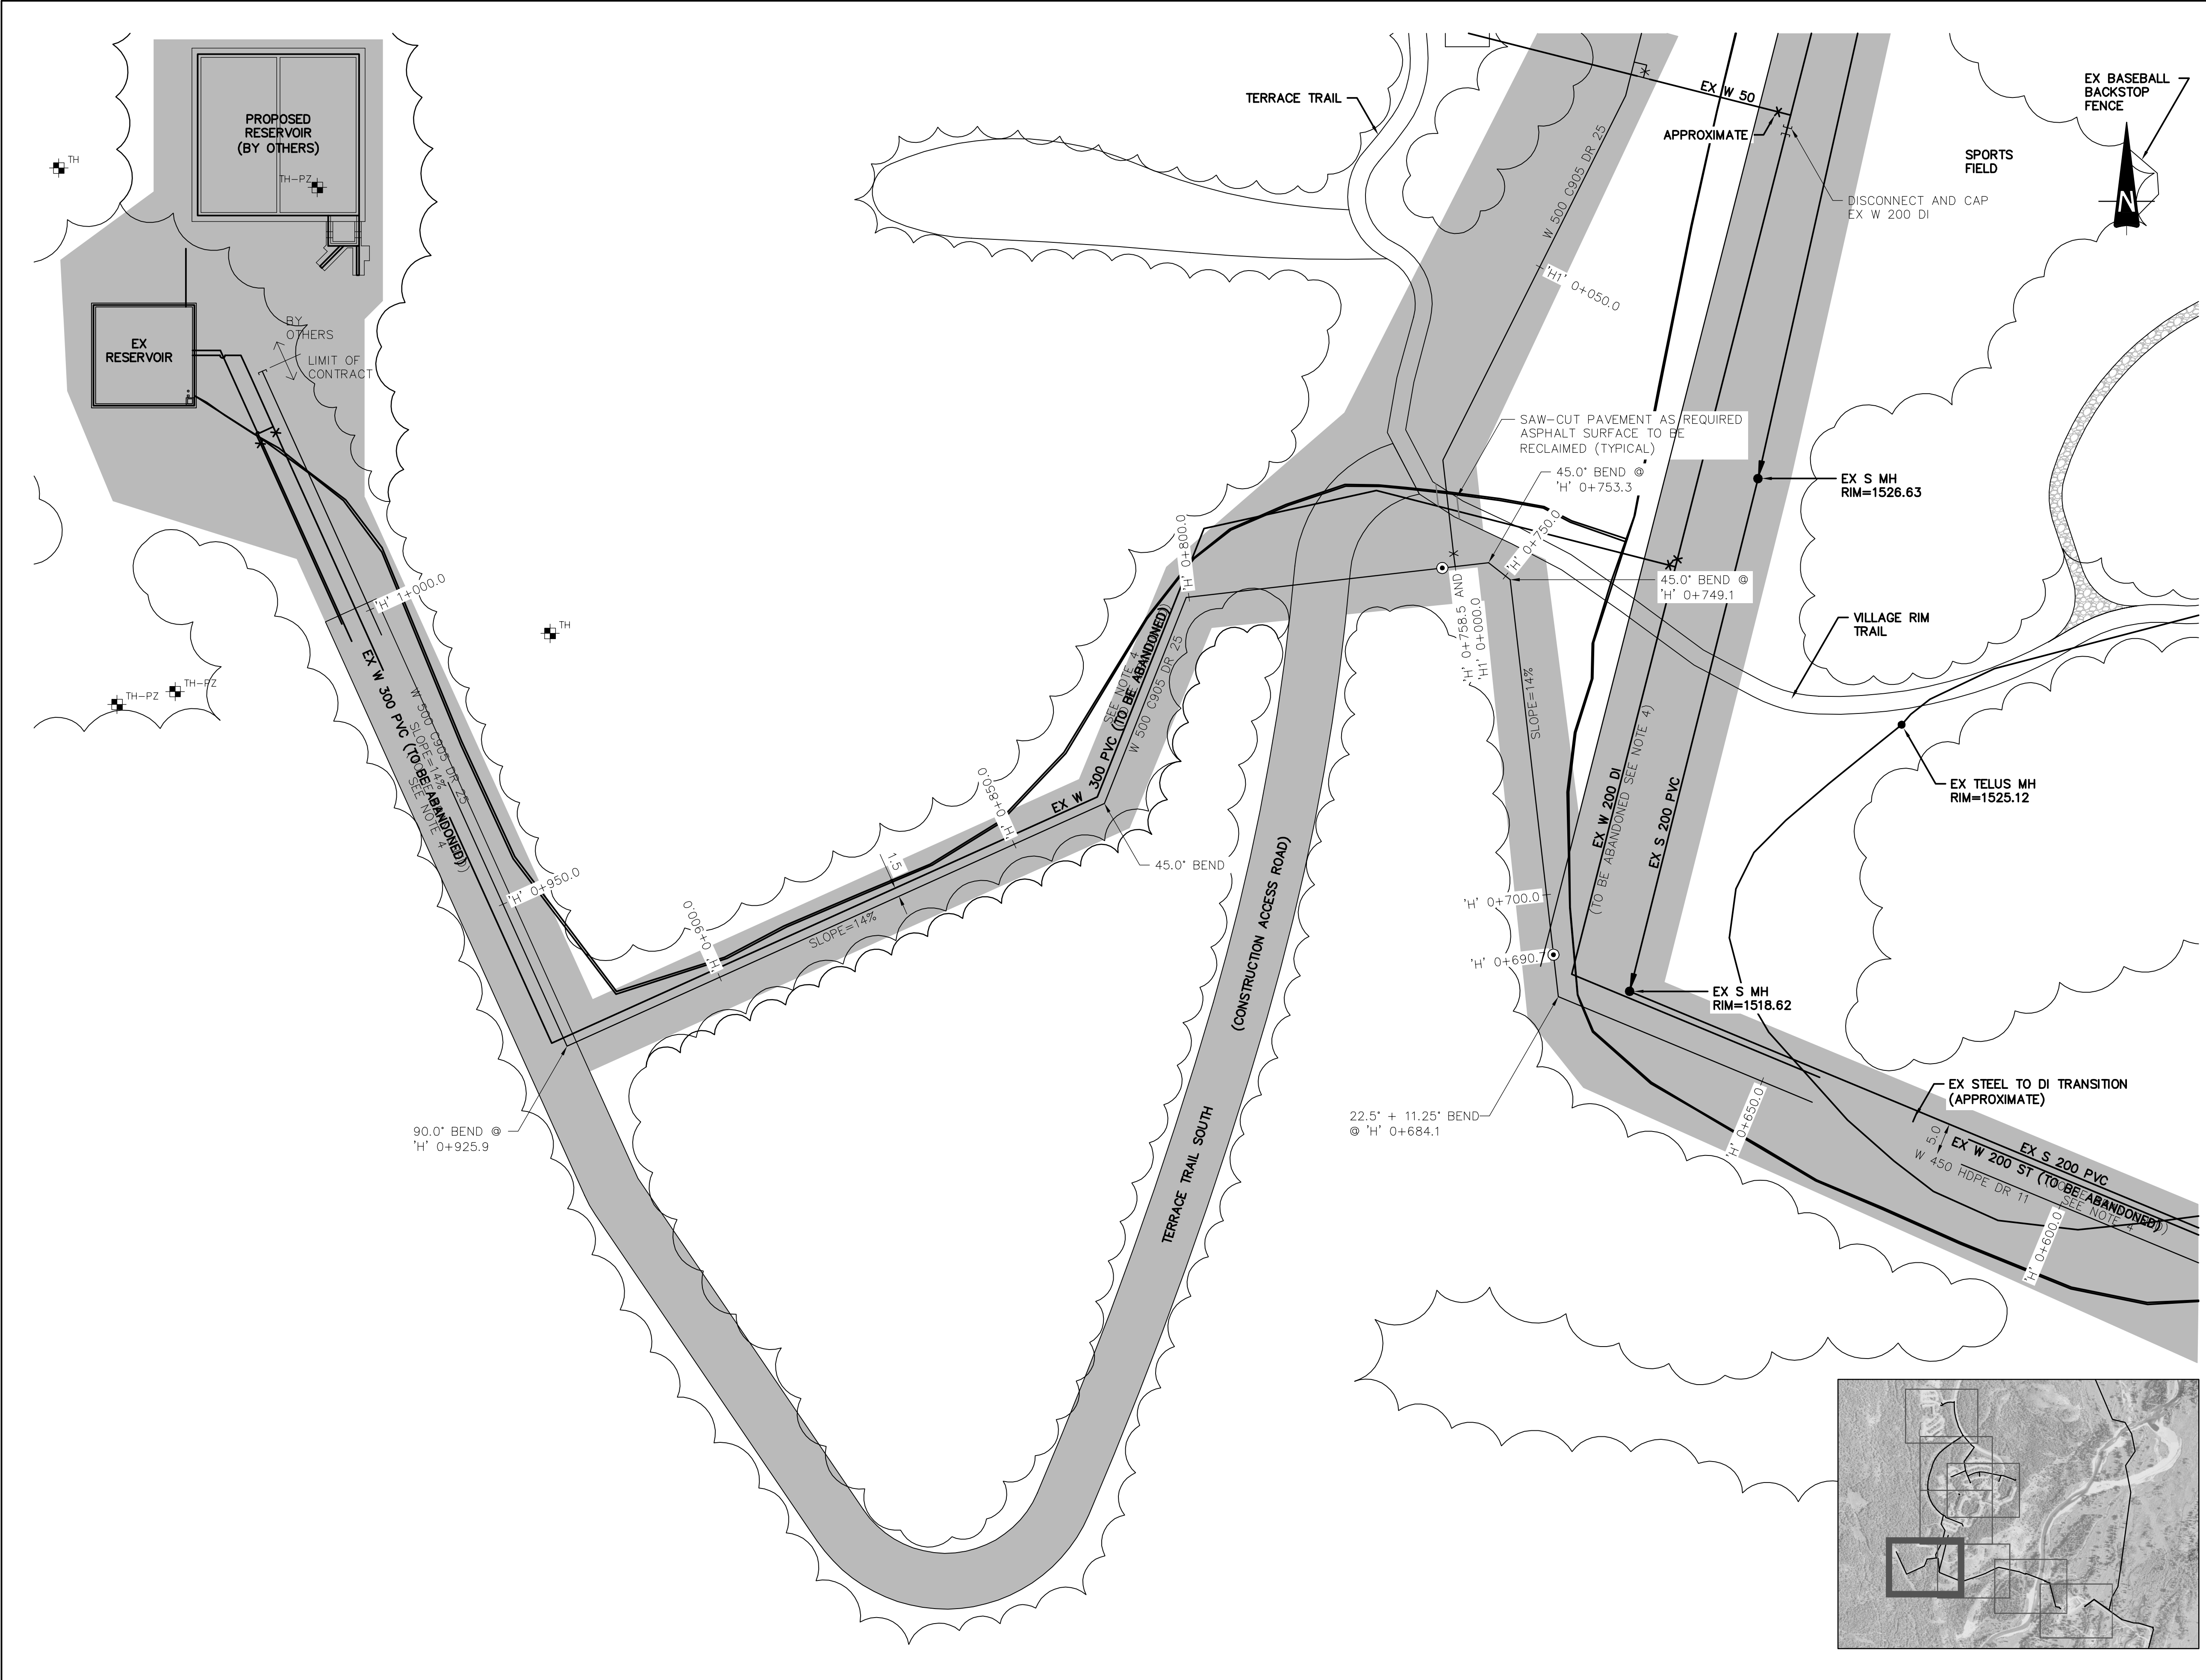 PROPOSED
RESERVOIR
(BY OTHERS)
TH
TH-PZ
EX
RESERVOIR
BY
OTHERS
LIMIT OF
CONTRACT
TERRACE TRAIL
EX W 50
APPROXIMATE
EX BASEBALL
BACKSTOP
FENCE
SPORTS
FIELD
N
DISCONNECT AND CAP
EX W 200 DI
W 500 C905 DR 25
'H1' 0+050.0
SAW-CUT PAVEMENT AS REQUIRED
ASPHALT SURFACE TO BE
RECLAIMED (TYPICAL)
45.0° BEND @
'H' 0+753.3
EX S MH
RIM=1526.63
'H' 0+750.0
'H' 0+800.0
45.0° BEND @
'H' 0+749.1
'H' 0+758.5 AND
'H1' 0+000.0
VILLAGE RIM
TRAIL
'H' 1+000.0
TH
TH-PZ
TH-PZ
EX W 300 PVC (TO BE ABANDONED)
W 500 C905 DR 25
SLOPE=14%
SEE NOTE 4
EX W 300 PVC (TO BE ABANDONED)
SEE NOTE 4
W 500 C905 DR 25
SLOPE=14%
EX W 200 DI
(TO BE ABANDONED SEE NOTE 4)
EX S 200 PVC
EX TELUS MH
RIM=1525.12
'H' 0+850.0
1.5
45.0° BEND
'H' 0+950.0
'H' 0+900.0
SLOPE=14%
(CONSTRUCTION ACCESS ROAD)
TERRACE TRAIL SOUTH
'H' 0+700.0
'H' 0+690.7
EX S MH
RIM=1518.62
90.0° BEND @
'H' 0+925.9
22.5° + 11.25° BEND
@ 'H' 0+684.1
'H' 0+650.0
EX STEEL TO DI TRANSITION
(APPROXIMATE)
5.0
EX S 200 PVC
EX W 200 ST (TO BE ABANDONED)
SEE NOTE 4
W 450 HDPE DR 11
'H' 0+600.0